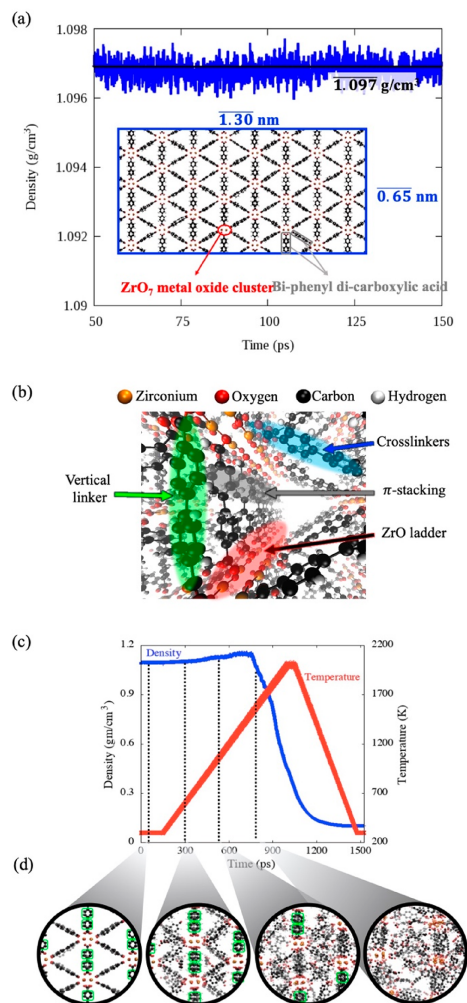 (a)
1.098
1.096
1.094
1.092
1.09
Density (g/cm³)
1.097 g/cm³
1.30 nm
0.65 nm
ZrO₇ metal oxide cluster
Bi-phenyl di-carboxylic acid
50
75
100
125
150
Time (ps)
(b)
Zirconium Oxygen Carbon Hydrogen
Crosslinkers
Vertical
linker
π-stacking
ZrO ladder
(c)
1.2
0.9
0.6
0.3
0
Density (gm/cm³)
Density
Temperature
2200
1700
1200
700
200
Temperature (K)
0
300
600
900
1200
1500
Time (ps)
(d)